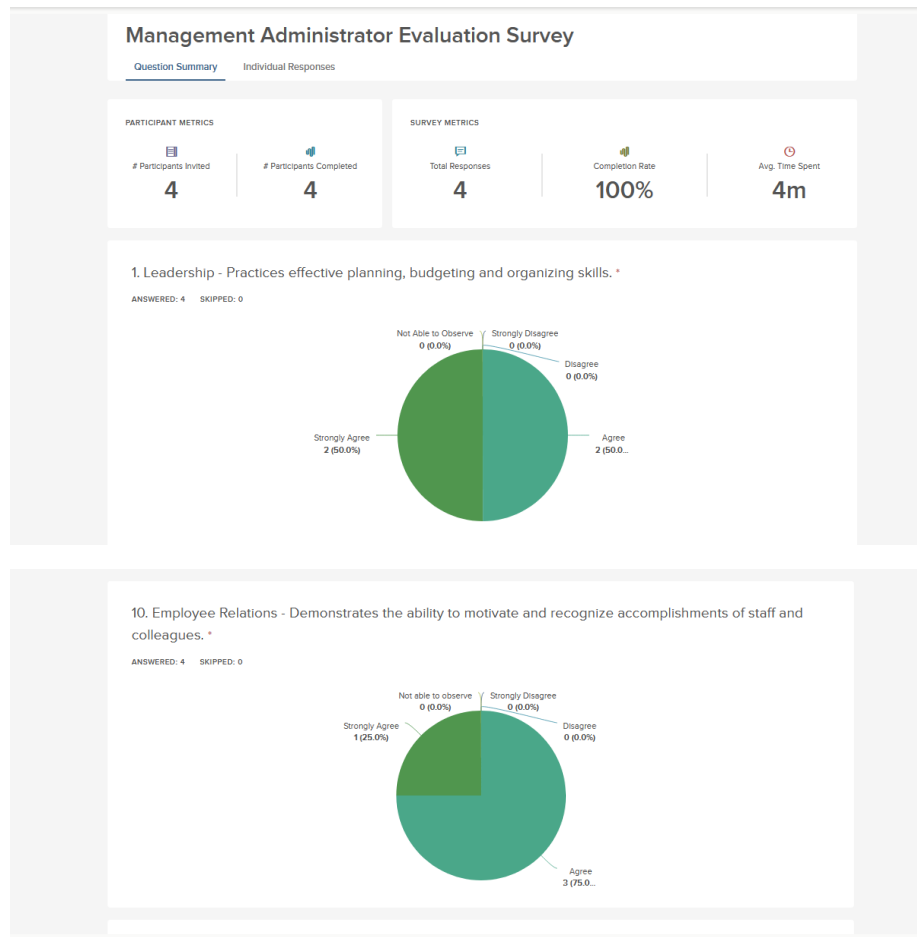 Management Administrator Evaluation Survey
Question Summary Individual Responses
PARTICIPANT METRICS
# Participants Invited
4
# Participants Completed
4
SURVEY METRICS
Total Responses
4
Completion Rate
100%
Avg. Time Spent
4m
1. Leadership - Practices effective planning, budgeting and organizing skills. *
ANSWERED: 4 SKIPPED: 0
Not Able to Observe
0 (0.0%)
Strongly Disagree
0 (0.0%)
Disagree
0 (0.0%)
Strongly Agree
2 (50.0%)
Agree
2 (50.0...
10. Employee Relations - Demonstrates the ability to motivate and recognize accomplishments of staff and
colleagues. *
ANSWERED: 4 SKIPPED: 0
Not able to observe
0 (0.0%)
Strongly Disagree
0 (0.0%)
Strongly Agree
1 (25.0%)
Disagree
0 (0.0%)
Agree
3 (75.0...